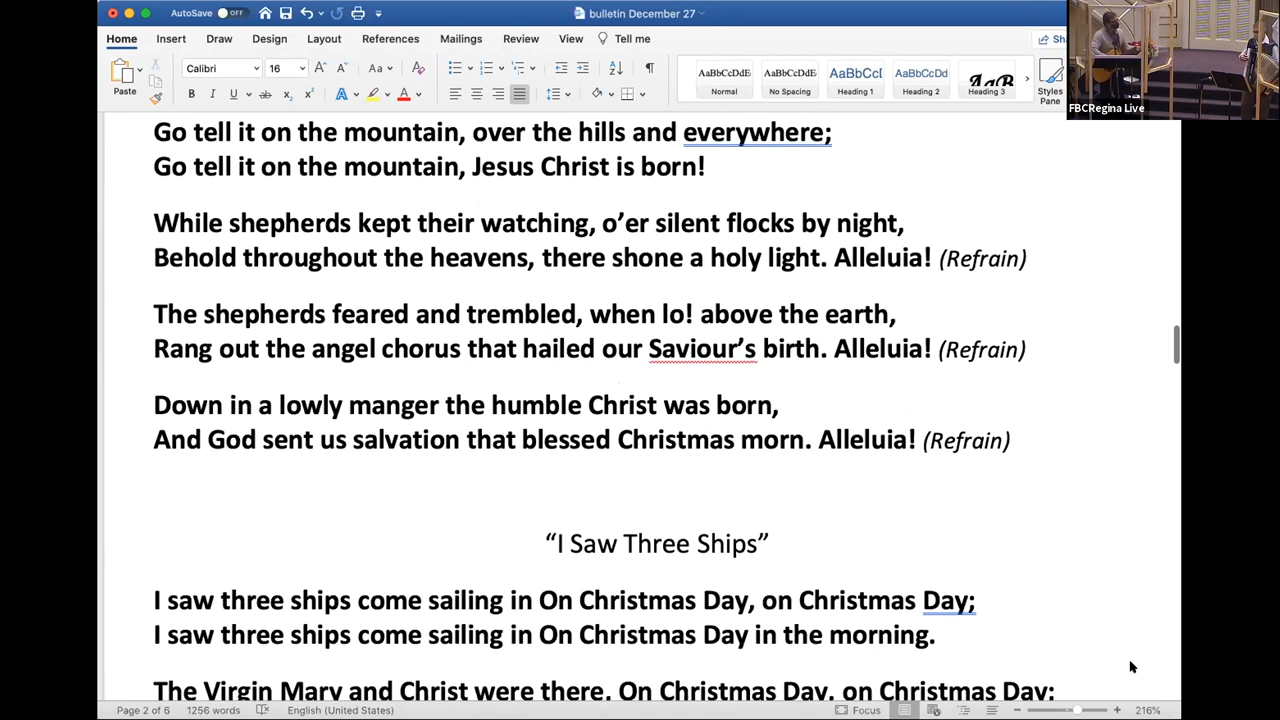 AutoSave OFF
bulletin December 27
Home Insert Draw Design Layout References Mailings Review View Tell me
Paste
Calibri 16
AaBbCcDdE AaBbCcDdE AaBbCcI AaBbCcDd
Normal No Spacing Heading 1 Heading 2 Heading 3
Styles
Pane
FBCRegina Live
Go tell it on the mountain, over the hills and everywhere;
Go tell it on the mountain, Jesus Christ is born!
While shepherds kept their watching, o’er silent flocks by night,
Behold throughout the heavens, there shone a holy light. Alleluia! (Refrain)
The shepherds feared and trembled, when lo! above the earth,
Rang out the angel chorus that hailed our Saviour’s birth. Alleluia! (Refrain)
Down in a lowly manger the humble Christ was born,
And God sent us salvation that blessed Christmas morn. Alleluia! (Refrain)
“I Saw Three Ships”
I saw three ships come sailing in On Christmas Day, on Christmas Day;
I saw three ships come sailing in On Christmas Day in the morning.
The Virgin Mary and Christ were there, On Christmas Day, on Christmas Day;
Page 2 of 6 1256 words English (United States) Focus 216%